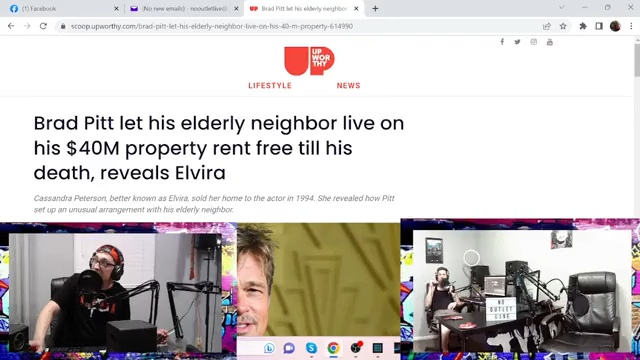 (1) Facebook
(No new emails) - nooutletlive@
Brad Pitt let his elderly neighbor
scoop.upworthy.com/brad-pitt-let-his-elderly-neighbor-live-on-his-40-m-property-614990
UP
WOR
THY
LIFESTYLE
NEWS
Brad Pitt let his elderly neighbor live on
his $40M property rent free till his
death, reveals Elvira
Cassandra Peterson, better known as Elvira, sold her home to the actor in 1994. She revealed how Pitt
set up an unusual arrangement with his elderly neighbor.
NO
OUTLET